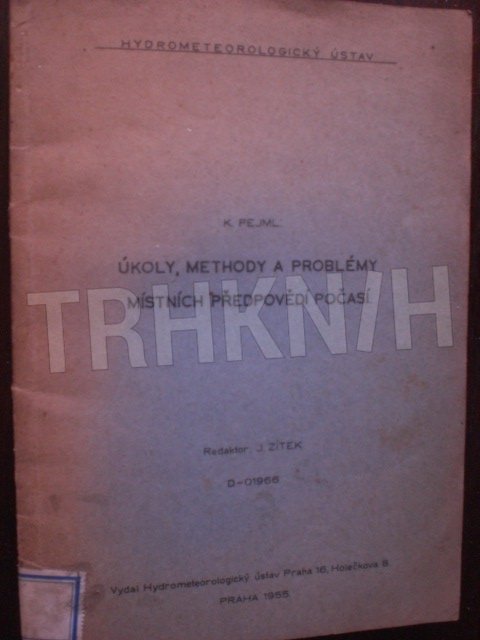 HYDROMETEOROLOGICKÝ ÚSTAV
K. PEJML:
ÚKOLY, METHODY A PROBLÉMY
MÍSTNÍCH PŘEDPOVĚDÍ POČASÍ.
TRHKNIH
Redaktor: J. ZÍTEK
D-01966
Vydal Hydrometeorologický ústav Praha 16, Holečkova 8
PRAHA 1955